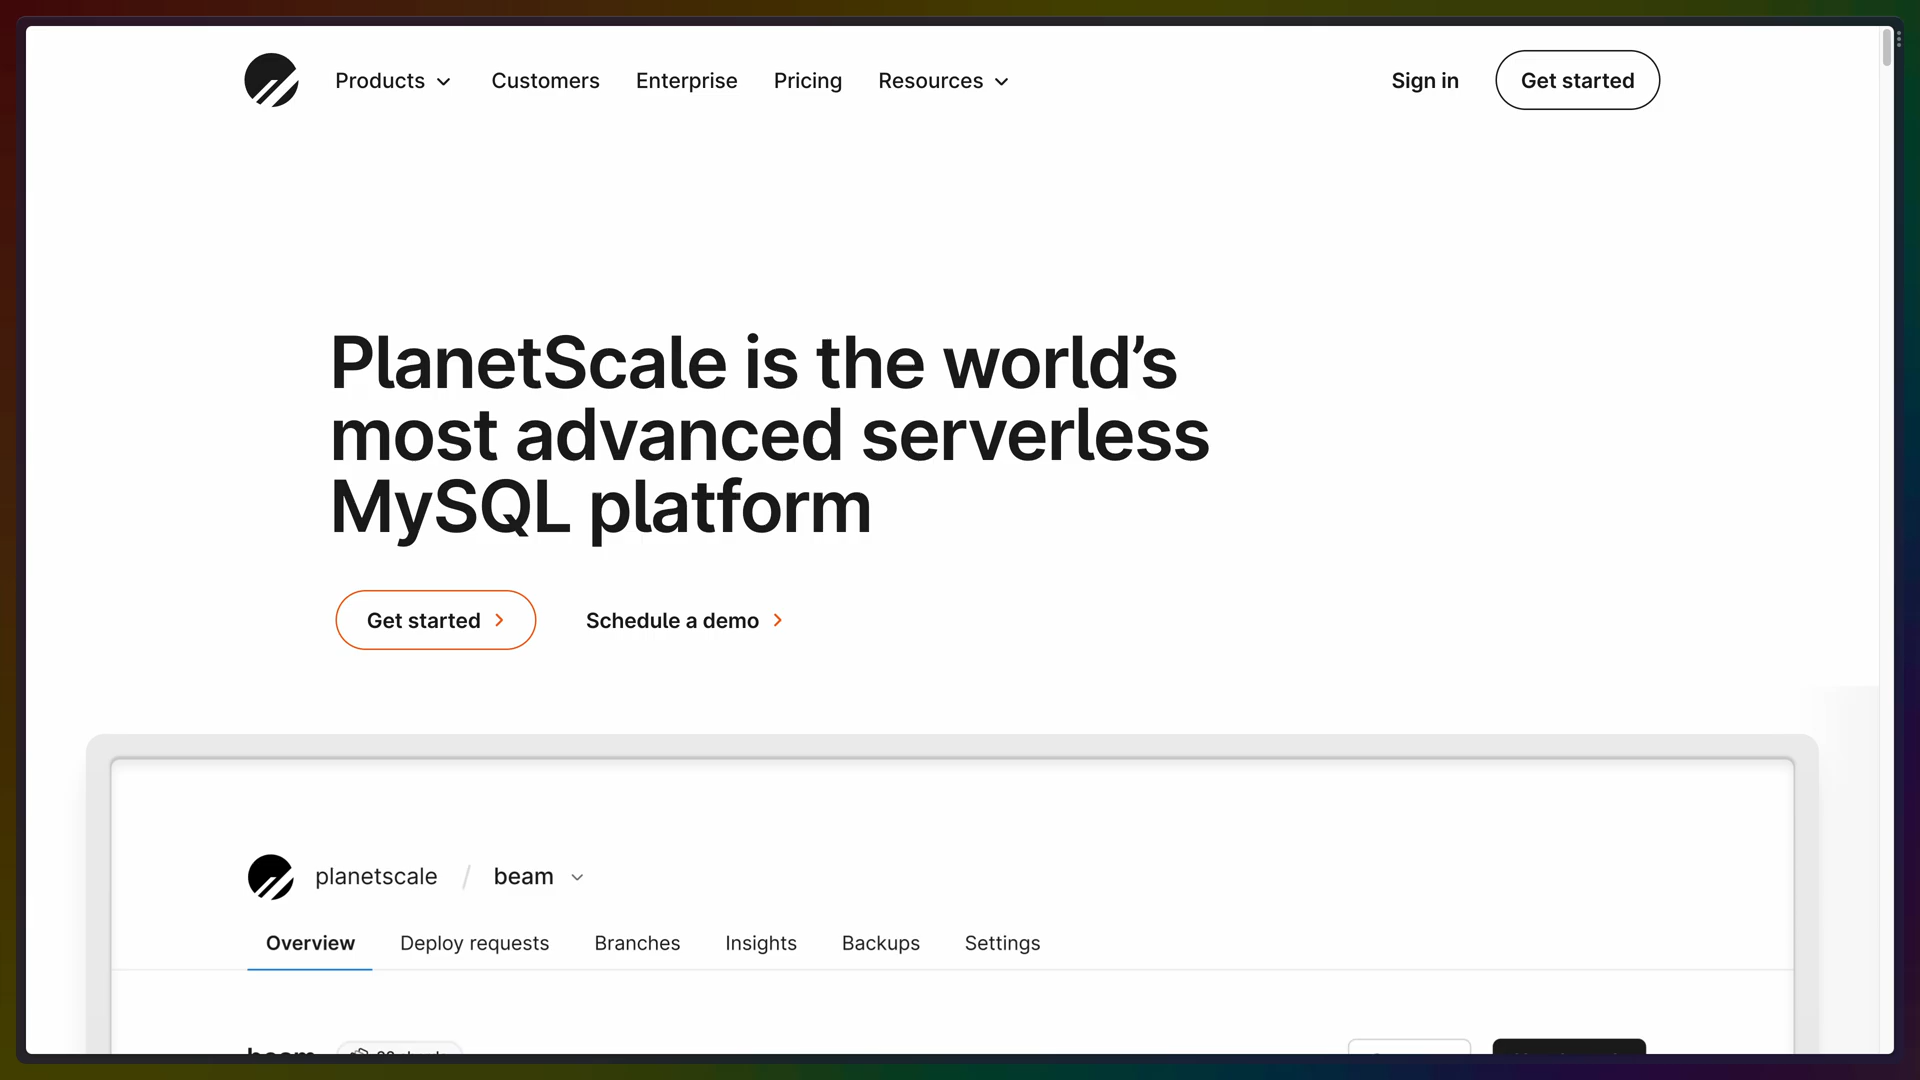 Products
Customers
Enterprise
Pricing
Resources
Sign in
Get started
PlanetScale is the world’s
most advanced serverless
MySQL platform
Get started
Schedule a demo
planetscale / beam
Overview
Deploy requests
Branches
Insights
Backups
Settings